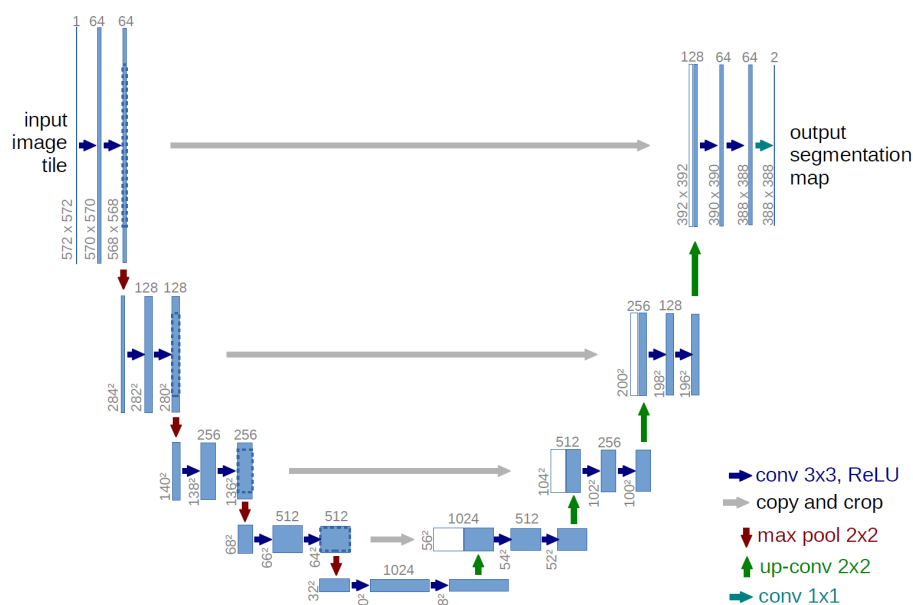 1 64 64
128 64 64 2
input
image
tile
output
segmentation
map
572 x 572
570 x 570
568 x 568
392 x 392
390 x 390
388 x 388
388 x 388
128 128
256 128
284²
282²
280²
200²
198²
196²
256 256
512 256
140²
138²
136²
104²
102²
100²
512 512
1024 512
68²
66²
64²
56²
54²
52²
1024
32²
conv 3x3, ReLU
copy and crop
max pool 2x2
up-conv 2x2
conv 1x1